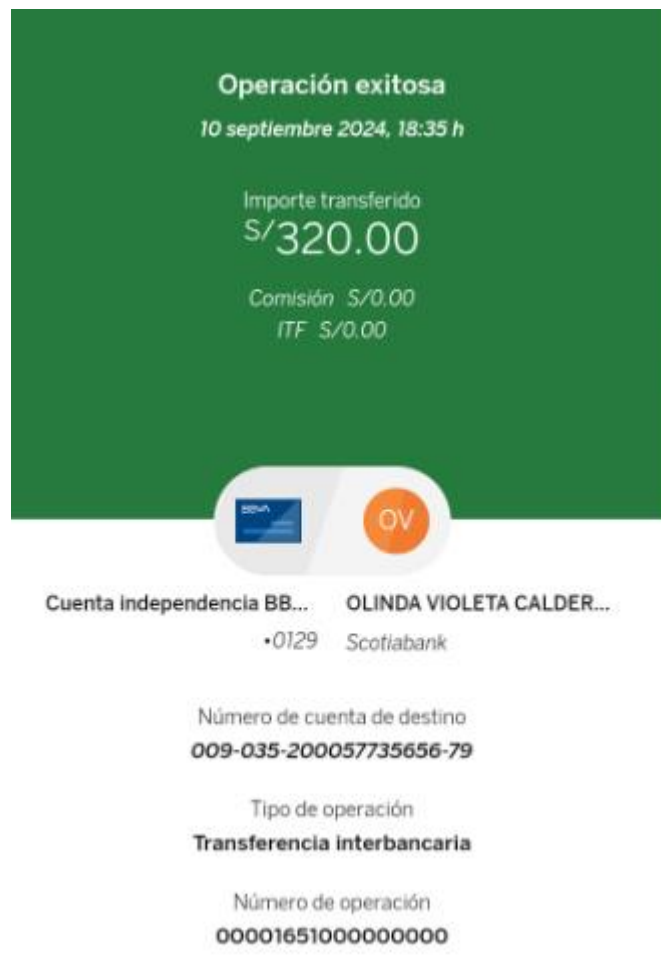 Operación exitosa
10 septiembre 2024, 18:35 h
Importe transferido
S/320.00
Comisión S/0.00
ITF S/0.00
BBVA
OV
Cuenta independencia BB... OLINDA VIOLETA CALDER...
•0129 Scotiabank
Número de cuenta de destino
009-035-200057735656-79
Tipo de operación
Transferencia interbancaria
Número de operación
00001651000000000